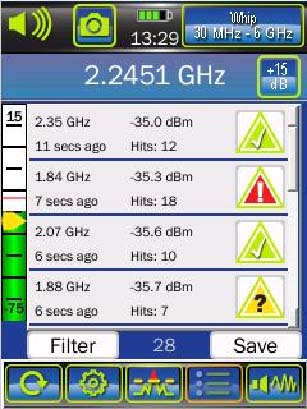 13:29
Whip
30 MHz - 6 GHz
2.2451 GHz
+15
dB
15
2.35 GHz -35.0 dBm
11 secs ago Hits: 12
1.84 GHz -35.3 dBm
7 secs ago Hits: 18
2.07 GHz -35.6 dBm
6 secs ago Hits: 10
1.88 GHz -35.7 dBm
6 secs ago Hits: 7
-75
Filter 28 Save